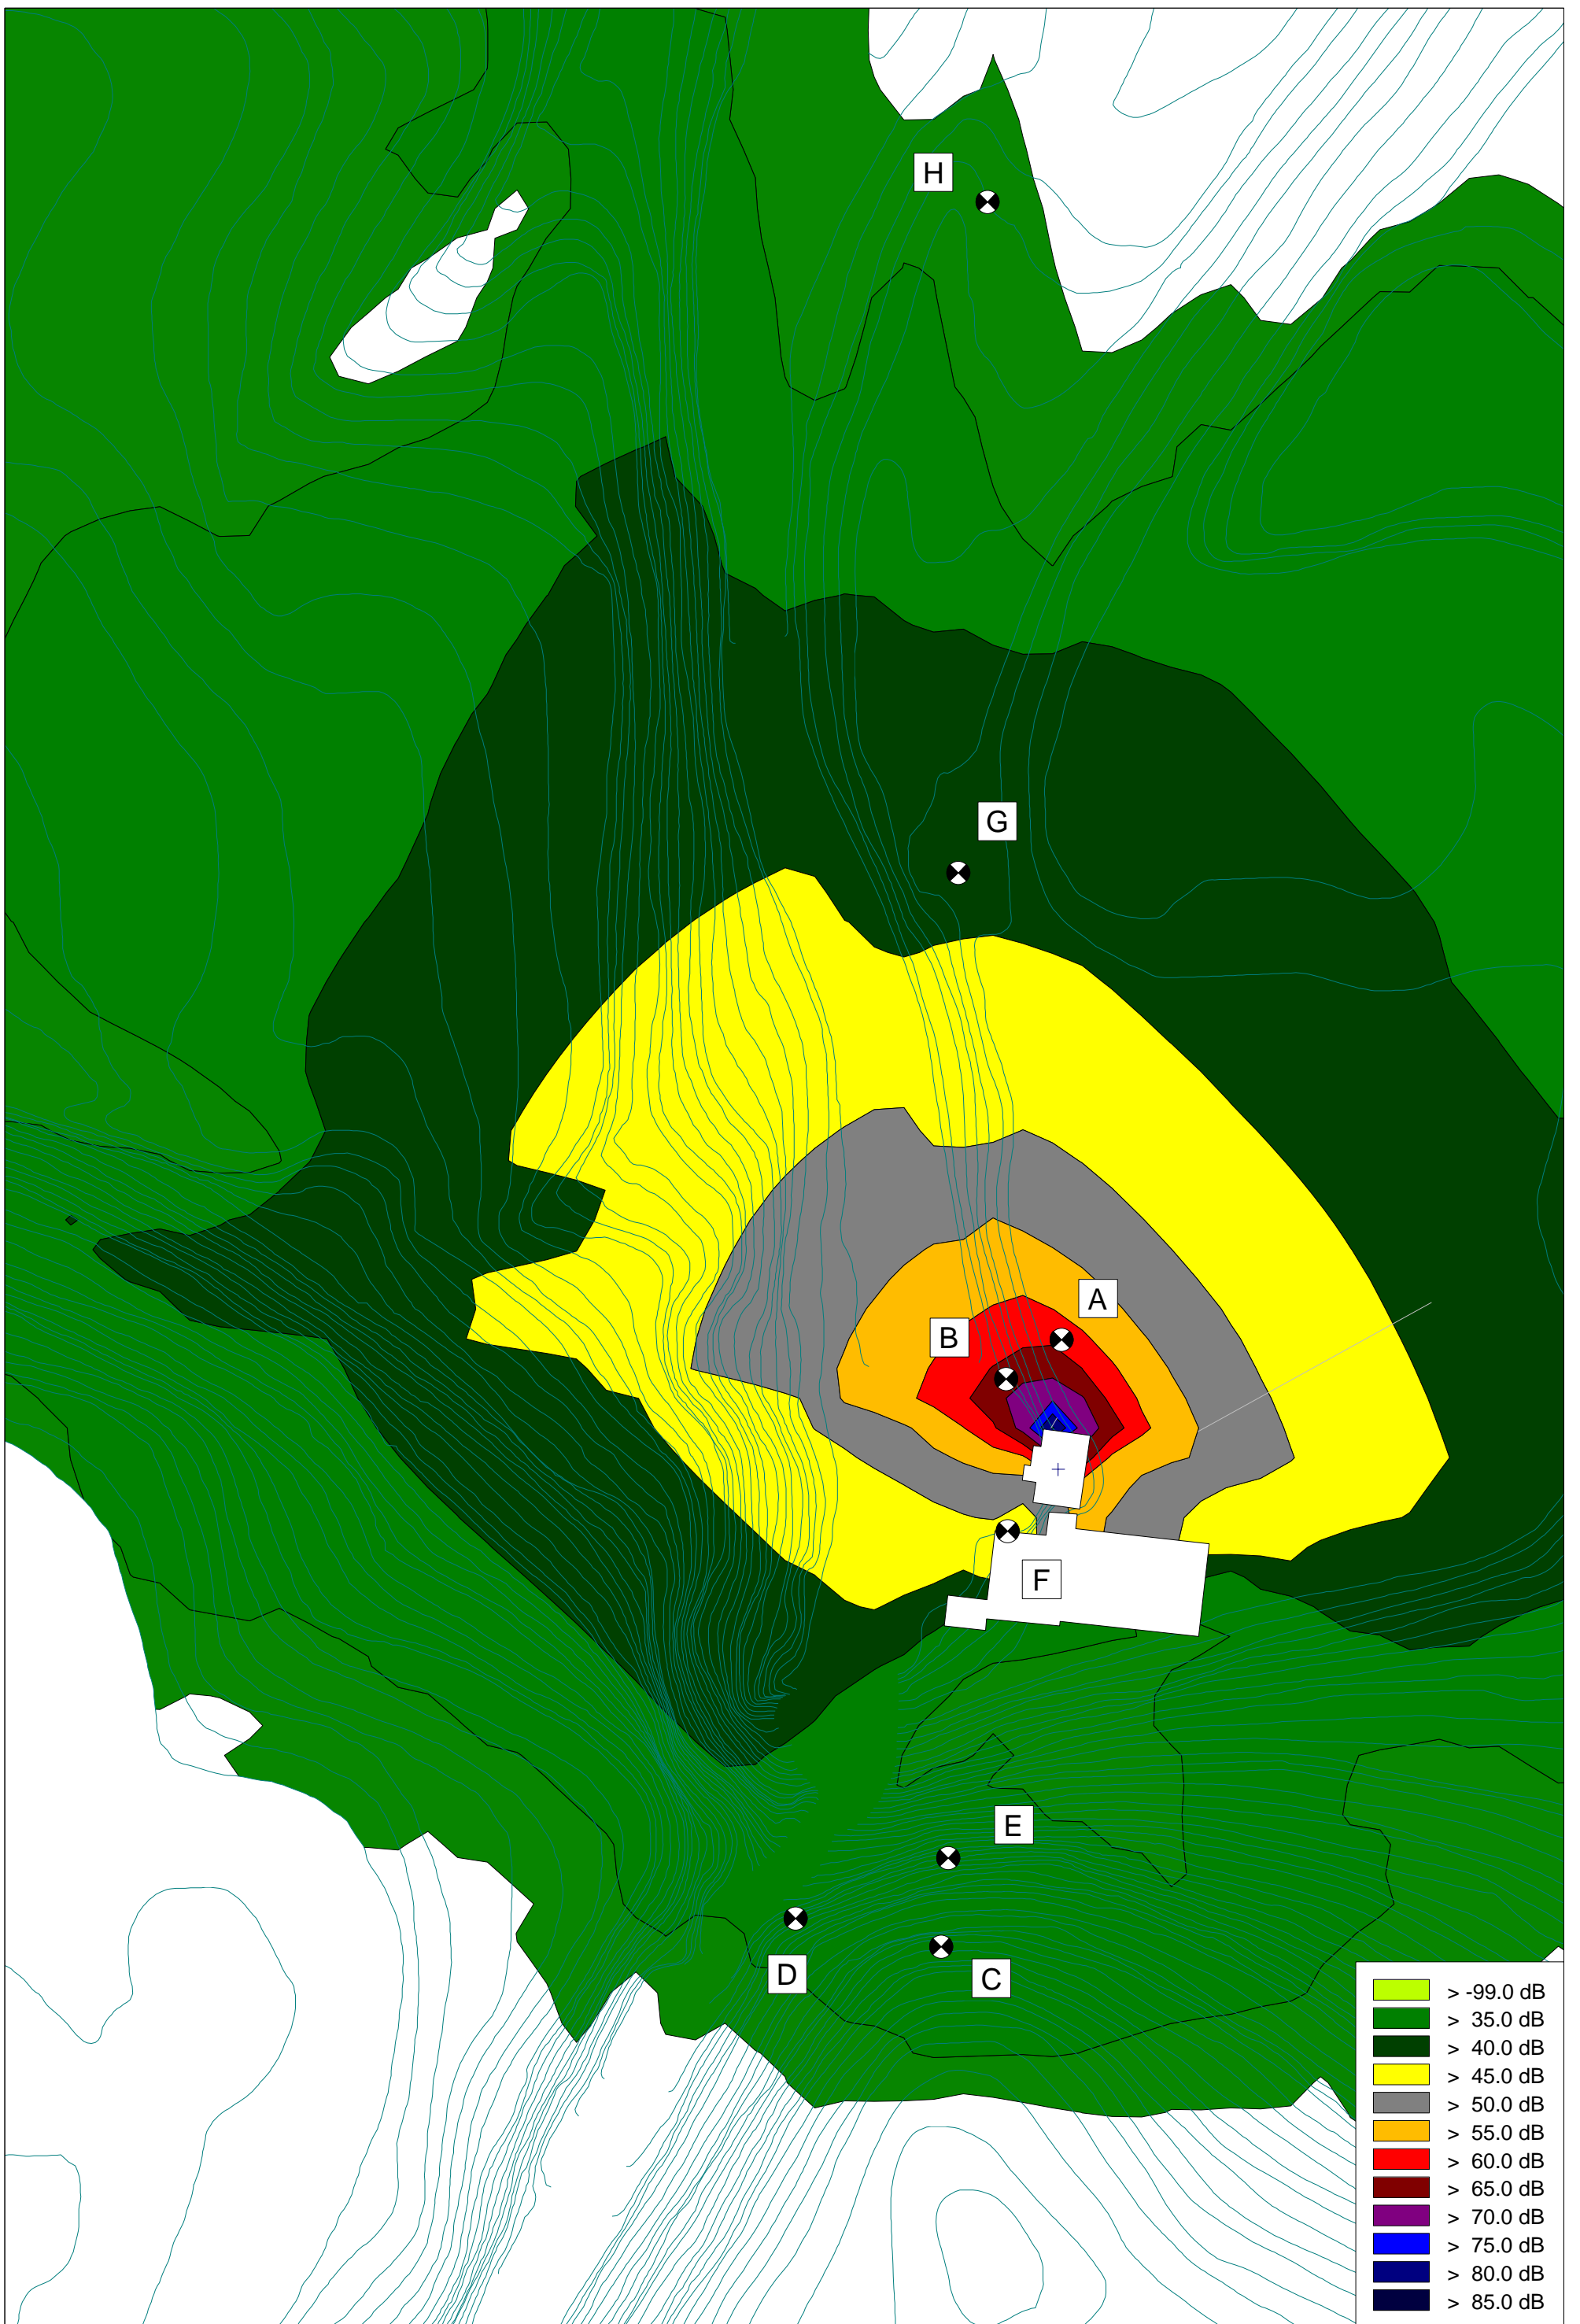 H
G
A
B
F
E
D
C
> -99.0 dB
> 35.0 dB
> 40.0 dB
> 45.0 dB
> 50.0 dB
> 55.0 dB
> 60.0 dB
> 65.0 dB
> 70.0 dB
> 75.0 dB
> 80.0 dB
> 85.0 dB